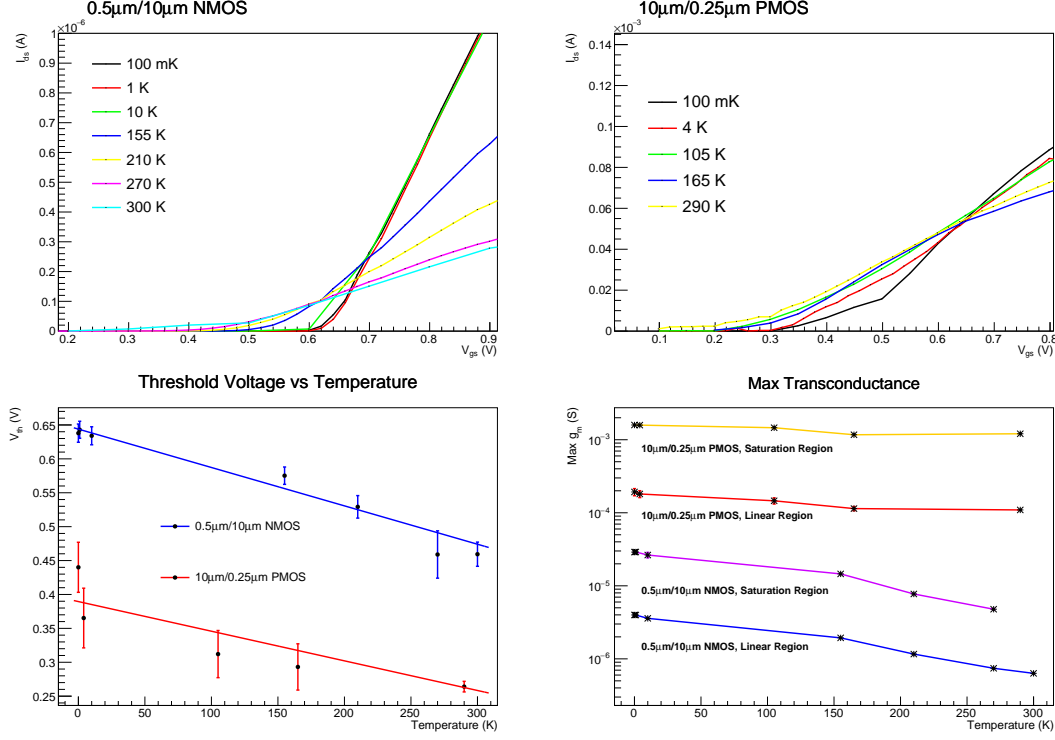 0.5μm/10μm NMOS
×10⁻⁶
I_ds (A)
1
0.9
0.8
0.7
0.6
0.5
0.4
0.3
0.2
0.1
0
100 mK
1 K
10 K
155 K
210 K
270 K
300 K
0.2 0.3 0.4 0.5 0.6 0.7 0.8 0.9
V_gs (V)
10μm/0.25μm PMOS
×10⁻³
I_ds (A)
0.14
0.12
0.1
0.08
0.06
0.04
0.02
0
100 mK
4 K
105 K
165 K
290 K
0.1 0.2 0.3 0.4 0.5 0.6 0.7 0.8
V_gs (V)
Threshold Voltage vs Temperature
V_th (V)
0.65
0.6
0.55
0.5
0.45
0.4
0.35
0.3
0.25
0.5μm/10μm NMOS
10μm/0.25μm PMOS
0 50 100 150 200 250 300
Temperature (K)
Max Transconductance
Max g_m (S)
10⁻³
10⁻⁴
10⁻⁵
10⁻⁶
10μm/0.25μm PMOS, Saturation Region
10μm/0.25μm PMOS, Linear Region
0.5μm/10μm NMOS, Saturation Region
0.5μm/10μm NMOS, Linear Region
0 50 100 150 200 250 300
Temperature (K)